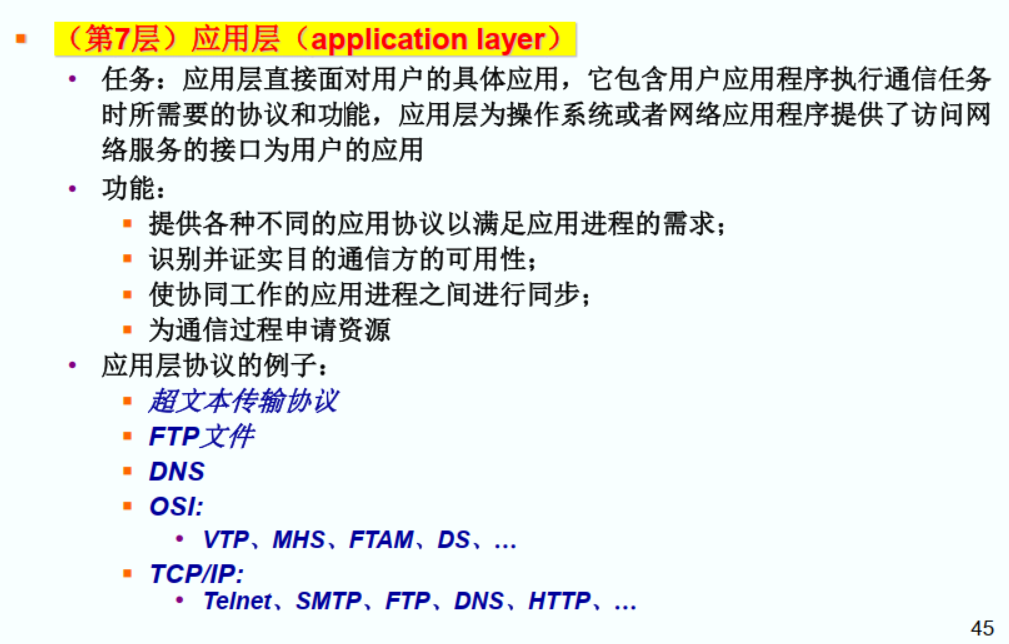 （第7层）应用层（application layer）
任务：应用层直接面对用户的具体应用，它包含用户应用程序执行通信任务
时所需要的协议和功能，应用层为操作系统或者网络应用程序提供了访问网
络服务的接口为用户的应用
功能：
提供各种不同的应用协议以满足应用进程的需求；
识别并证实目的通信方的可用性；
使协同工作的应用进程之间进行同步；
为通信过程申请资源
应用层协议的例子：
超文本传输协议
FTP文件
DNS
OSI:
VTP、MHS、FTAM、DS、…
TCP/IP:
Telnet、SMTP、FTP、DNS、HTTP、…
45